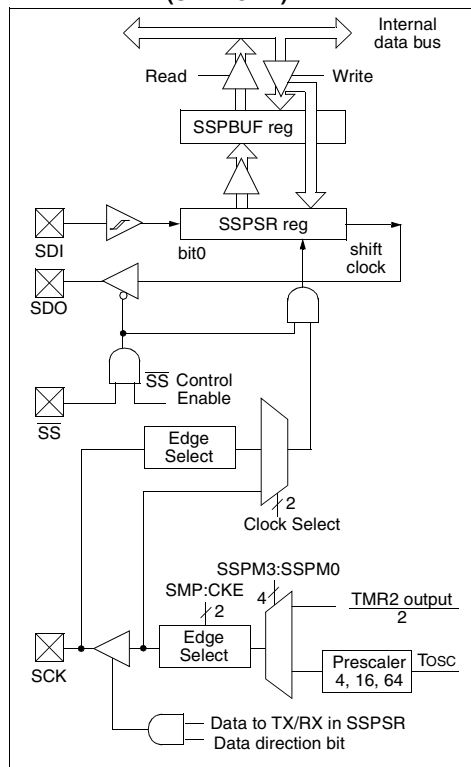 Internal
data bus
Read
Write
SSPBUF reg
SSPSR reg
SDI
bit0
shift
clock
SDO
SS Control
Enable
SS
Edge
Select
2
Clock Select
SSPM3:SSPM0
SMP:CKE
4
TMR2 output
2
2
Edge
Select
SCK
Prescaler
4, 16, 64
TOSC
Data to TX/RX in SSPSR
Data direction bit